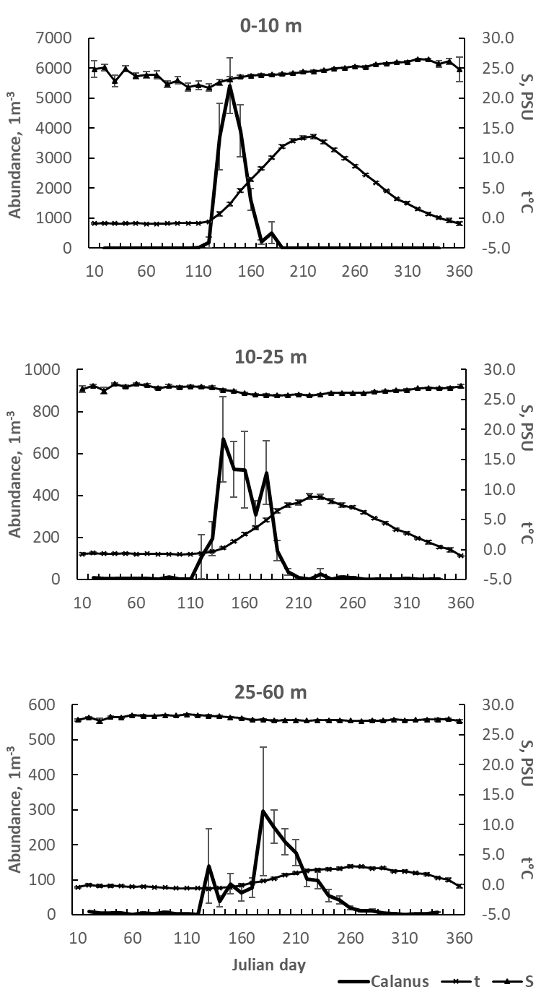 0-10 m
7000
6000
5000
4000
3000
2000
1000
0
Abundance, 1m⁻³
30.0
25.0
20.0
15.0
10.0
5.0
0.0
-5.0
S, PSU
t°C
10 60 110 160 210 260 310 360
10-25 m
1000
800
600
400
200
0
Abundance, 1m⁻³
30.0
25.0
20.0
15.0
10.0
5.0
0.0
-5.0
S, PSU
t°C
10 60 110 160 210 260 310 360
25-60 m
600
500
400
300
200
100
0
Abundance, 1m⁻³
30.0
25.0
20.0
15.0
10.0
5.0
0.0
-5.0
S, PSU
t°C
10 60 110 160 210 260 310 360
Julian day
Calanus t S